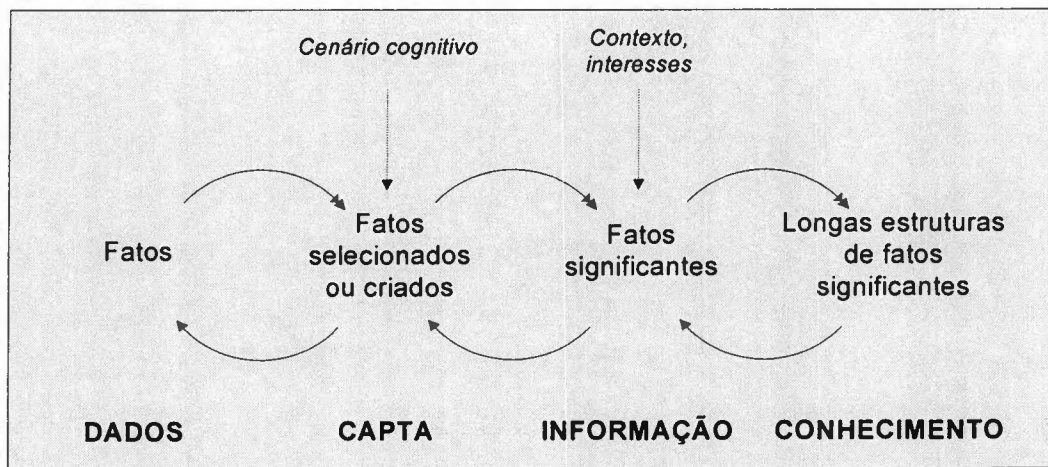 Cenário cognitivo
Contexto,
interesses
Fatos
Fatos
selecionados
ou criados
Fatos
significantes
Longas estruturas
de fatos
significantes
DADOS
CAPTA
INFORMAÇÃO
CONHECIMENTO